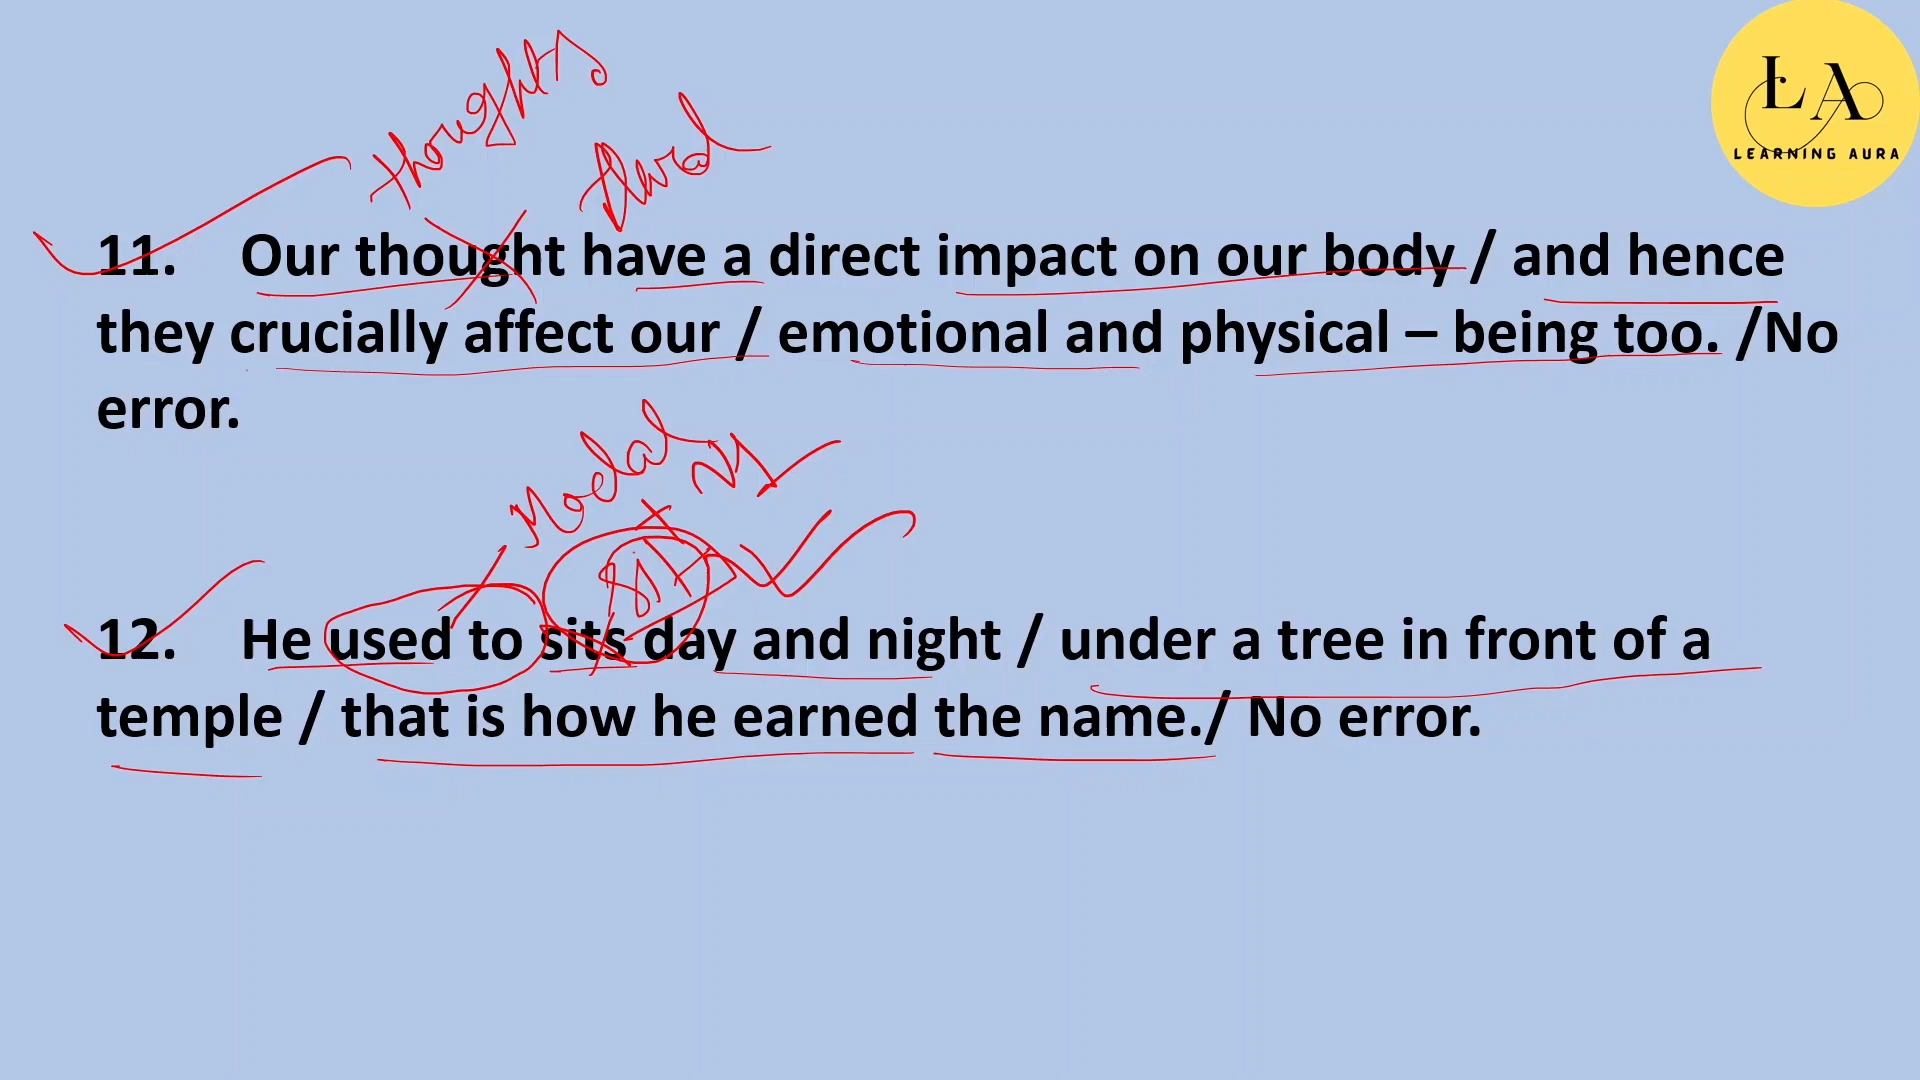 LA
LEARNING AURA
thoughts
11. Our thought have a direct impact on our body / and hence
they crucially affect our / emotional and physical – being too. /No
error.
Modal
+ V1
sit
12. He used to sits day and night / under a tree in front of a
temple / that is how he earned the name./ No error.